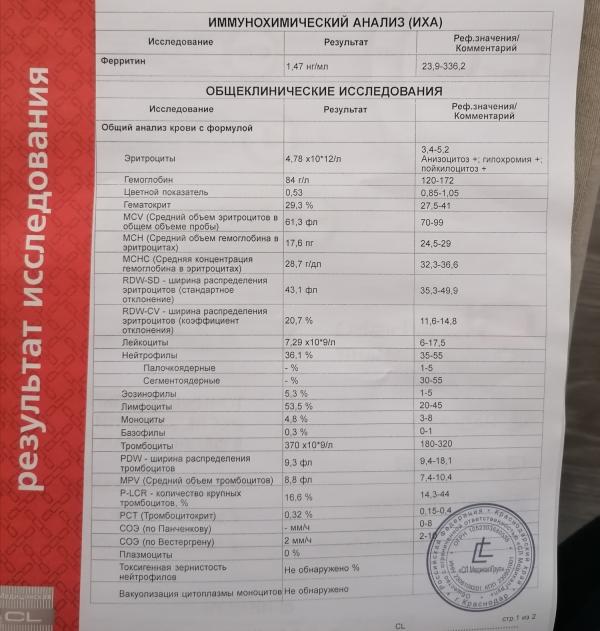 результат исследования
ИММУНОХИМИЧЕСКИЙ АНАЛИЗ (ИХА)
Исследование Результат Реф.значения/
Комментарий
Ферритин 1,47 нг/мл 23,9-336,2
ОБЩЕКЛИНИЧЕСКИЕ ИССЛЕДОВАНИЯ
Исследование Результат Реф.значения/
Комментарий
Общий анализ крови с формулой
Эритроциты 4,78 x10*12/л 3,4-5,2
Анизоцитоз +; гипохромия +;
пойкилоцитоз +
Гемоглобин 84 г/л 120-172
Цветной показатель 0,53 0,85-1,05
Гематокрит 29,3 % 27,5-41
MCV (Средний объем эритроцитов в
общем объеме пробы) 61,3 фл 70-99
MCH (Средний объем гемоглобина в
эритроцитах) 17,6 пг 24,5-29
MCHC (Средняя концентрация
гемоглобина в эритроцитах) 28,7 г/дл 32,3-36,6
RDW-SD - ширина распределения
эритроцитов (стандартное
отклонение) 43,1 фл 35,3-49,9
RDW-CV - ширина распределения
эритроцитов (коэффициент
отклонения) 20,7 % 11,6-14,8
Лейкоциты 7,29 x10*9/л 6-17,5
Нейтрофилы 36,1 % 35-55
Палочкоядерные - % 1-5
Сегментоядерные - % 30-55
Эозинофилы 5,3 % 1-5
Лимфоциты 53,5 % 20-45
Моноциты 4,8 % 3-8
Базофилы 0,3 % 0-1
Тромбоциты 370 x10*9/л 180-320
PDW - ширина распределения
тромбоцитов 9,3 фл 9,4-18,1
MPV (Средний объем тромбоцитов) 8,8 фл 7,4-10,4
P-LCR - количество крупных
тромбоцитов, % 16,6 % 14,3-44
PCT (Тромбоцитокрит) 0,32 % 0,15-0,4
СОЭ (по Панченкову) - мм/ч 0-8
СОЭ (по Вестергену) 2 мм/ч 2-
Плазмоциты 0 %
Токсигенная зернистость
нейтрофилов Не обнаружено %
Вакуолизация цитоплазмы моноцитов Не обнаружено
Российская Федерация г. Краснодарский край
«СЛ МедикалГруп»
г. Краснодар
CL
CL
стр.1 из 2